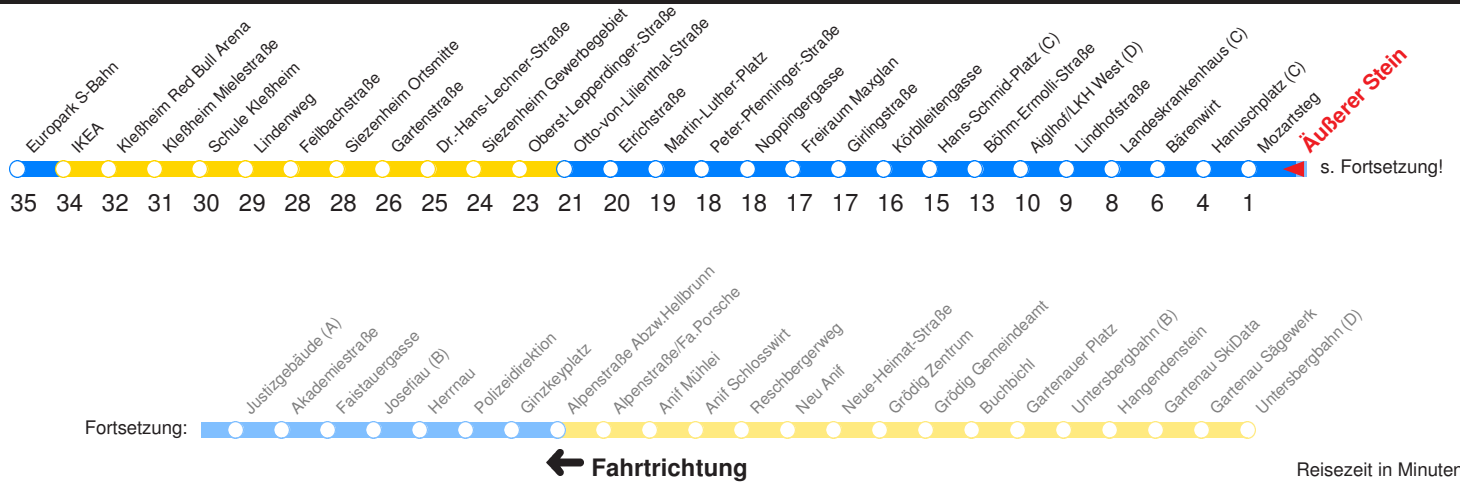 Europark S-Bahn
IKEA
Kleßheim Red Bull Arena
Kleßheim Mielestraße
Schule Kleßheim
Lindenweg
Feilbachstraße
Siezenheim Ortsmitte
Gartenstraße
Dr.-Hans-Lechner-Straße
Siezenheim Gewerbegebiet
Oberst-Lepperdinger-Straße
Otto-von-Lilienthal-Straße
Etrichstraße
Martin-Luther-Platz
Peter-Pfenninger-Straße
Noppingergasse
Freiraum Maxglan
Girlingstraße
Körblleitengasse
Hans-Schmid-Platz (C)
Böhm-Ermolli-Straße
Aiglhof/LKH West (D)
Lindhofstraße
Landeskrankenhaus (C)
Bärenwirt
Hanuschplatz (C)
Mozartsteg
Äußerer Stein
s. Fortsetzung!
35 34 32 31 30 29 28 28 26 25 24 23 21 20 19 18 18 17 17 16 15 13 10 9 8 6 4 1
Justizgebäude (A)
Akademiestraße
Faistauergasse
Josefiau (B)
Herrnau
Polizeidirektion
Ginzkeyplatz
Alpenstraße Abzw.Hellbrunn
Alpenstraße/Fa.Porsche
Anif Mühlei
Anif Schlosswirt
Reschbergerweg
Neu Anif
Neue-Heimat-Straße
Grödig Zentrum
Grödig Gemeindeamt
Buchbichl
Gartenauer Platz
Untersbergbahn (B)
Hangendenstein
Gartenau SkiData
Gartenau Sägewerk
Untersbergbahn (D)
Fortsetzung:
Fahrtrichtung
Reisezeit in Minuten